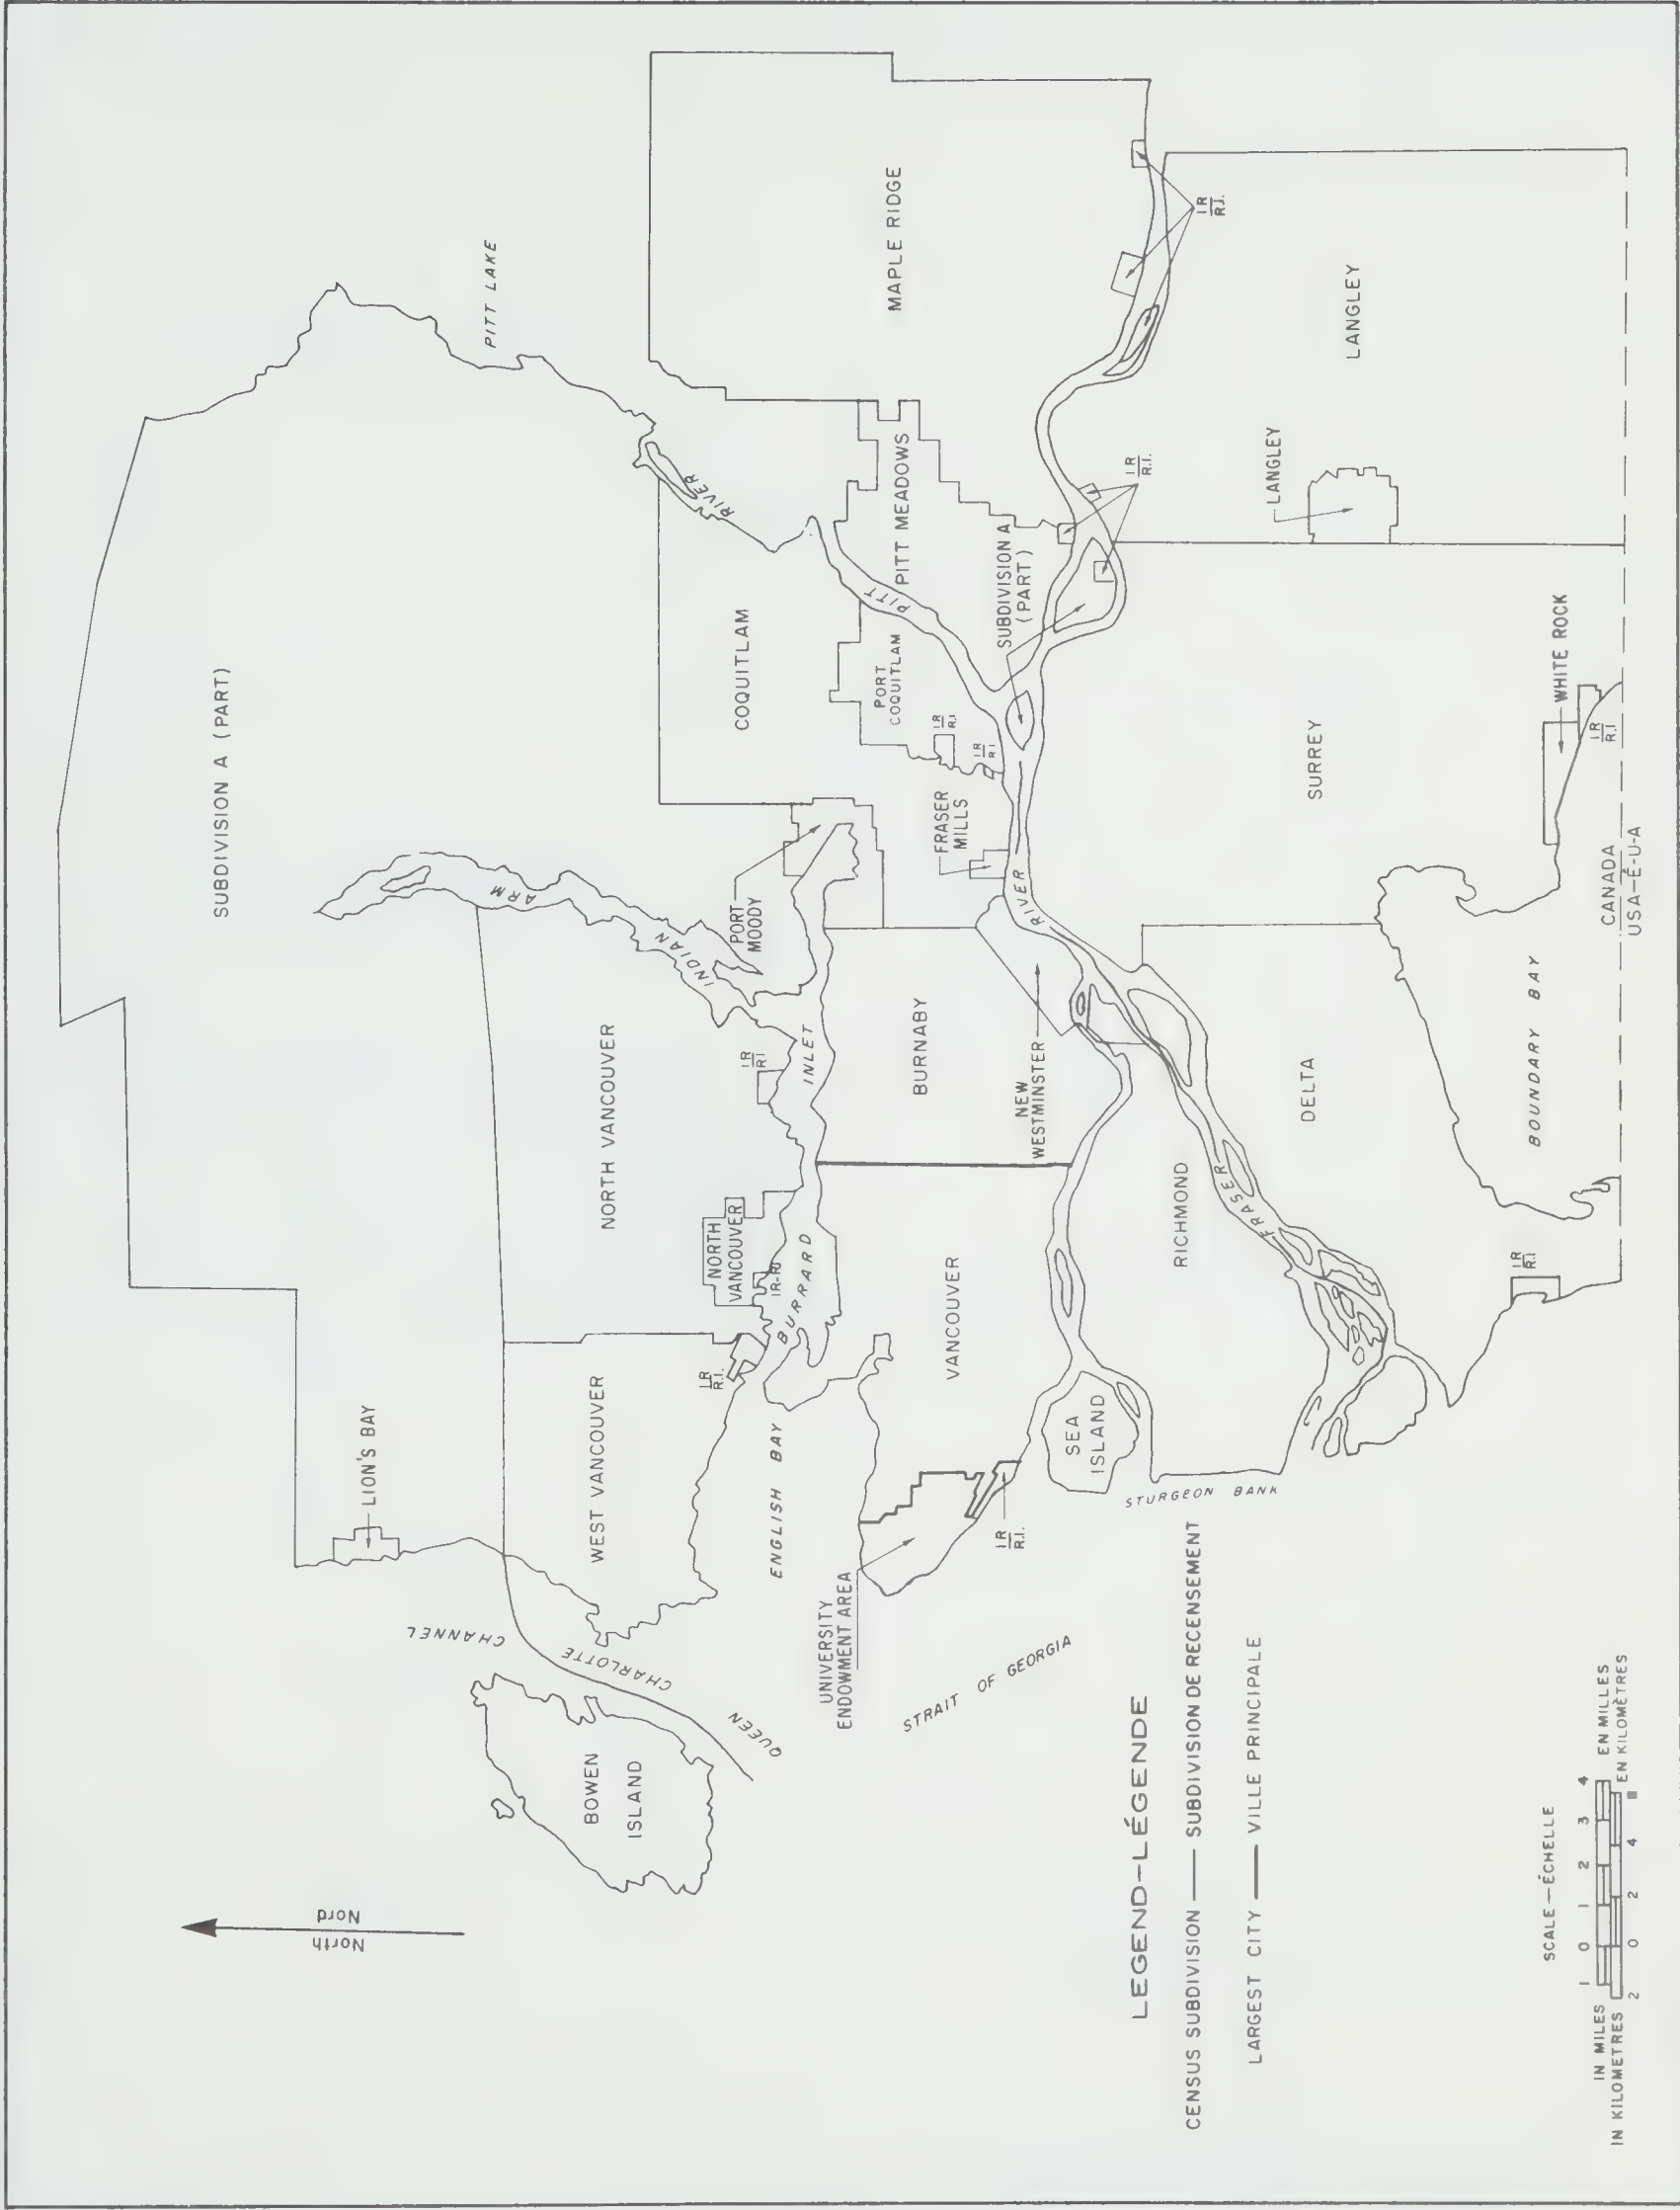 North
Nord
SUBDIVISION A (PART)
PITT LAKE
LION'S BAY
BOWEN
ISLAND
QUEEN
CHARLOTTE
CHANNEL
WEST VANCOUVER
NORTH VANCOUVER
INDIAN
ARM
COQUITLAM
RIVER
MAPLE RIDGE
I R
R.I.
NORTH
VANCOUVER
IR-RI
I R
R I
PORT
MOODY
PORT
COQUITLAM
PITT
PITT MEADOWS
ENGLISH BAY
BURRARD
INLET
UNIVERSITY
ENDOWMENT AREA
VANCOUVER
BURNABY
FRASER
MILLS
I R
R.I
I R
R I
SUBDIVISION A
(PART)
I R
R.I.
I R
R.I.
STRAIT OF GEORGIA
I R
R.I.
NEW
WESTMINSTER
RIVER
SEA
ISLAND
STURGEON BANK
RICHMOND
FRASER
DELTA
SURREY
LANGLEY
LANGLEY
I R
R.I
BOUNDARY BAY
WHITE ROCK
I R
R.I
CANADA
USA-É-U-A
LEGEND-LÉGENDE
CENSUS SUBDIVISION — SUBDIVISION DE RECENSEMENT
LARGEST CITY — VILLE PRINCIPALE
SCALE—ÉCHELLE
1 0 1 2 3 4
IN MILES EN MILLES
IN KILOMETRES EN KILOMÈTRES
2 0 2 4